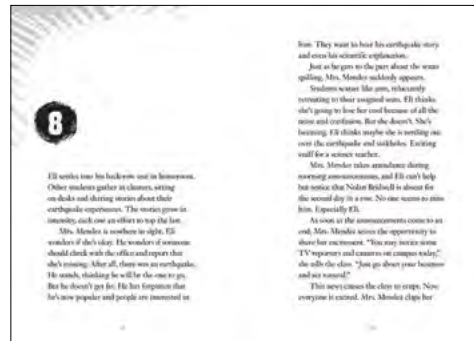 8
Eli settles into his back-row seat in homeroom.
Other students gather in clusters, sitting
on desks and sharing stories about their
earthquake experiences. The stories grow in
intensity, each one an effort to top the last.
Mrs. Mendez is nowhere in sight. Eli
wonders if she's okay. He wonders if someone
should check with the office and report that
she's missing. After all, there was an earthquake.
He stands, thinking he will be the one to go.
But he doesn't get far. He has forgotten that
he's now popular and people are interested in
him. They want to hear his earthquake story
and even his scientific explanation.
Just as he gets to the part about the
spilling, Mrs. Mendez suddenly appears.
Students scatter like ants, reluctantly
retreating to their assigned seats. Eli thinks
she's going to lose her cool because of all the
noise and confusion. But she doesn't. She's
beaming. Eli thinks maybe she is nerding out
over the earthquake and sinkholes. Exciting
stuff for a science teacher.
Mrs. Mendez takes attendance during
morning announcements, and Eli can't help
but notice that Nolan Bridwell is absent for
the second day in a row. No one seems to miss
him. Especially Eli.
As soon as the announcements come to an
end, Mrs. Mendez seizes the opportunity to
share her excitement. "You may notice some
TV reporters and cameras on campus today,"
she tells the class. "Just go about your business
and act natural."
This news causes the class to erupt. Now
everyone is excited. Mrs. Mendez claps her